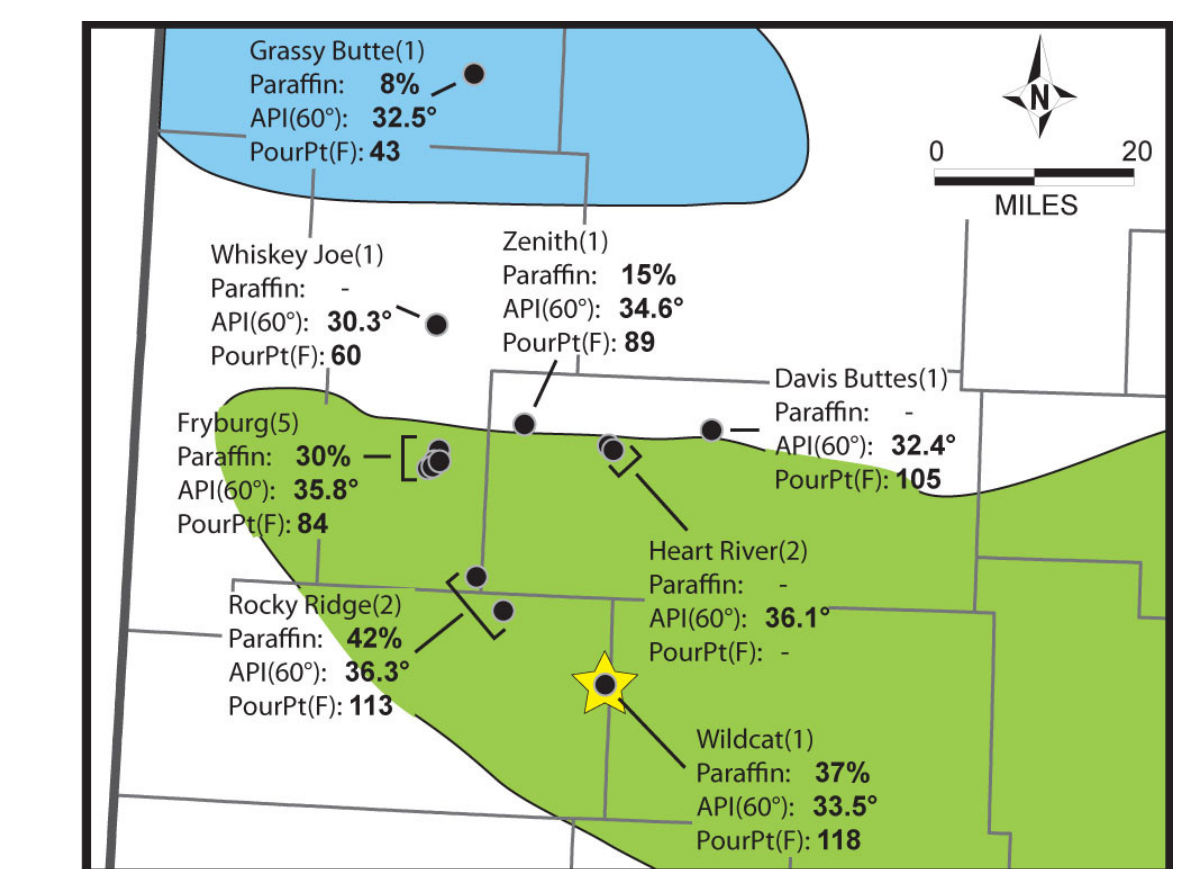 Grassy Butte(1)
Paraffin: 8%
API(60°): 32.5°
PourPt(F): 43
N
0 20
MILES
Whiskey Joe(1)
Paraffin: -
API(60°): 30.3°
PourPt(F): 60
Zenith(1)
Paraffin: 15%
API(60°): 34.6°
PourPt(F): 89
Davis Buttes(1)
Paraffin: -
API(60°): 32.4°
PourPt(F): 105
Fryburg(5)
Paraffin: 30%
API(60°): 35.8°
PourPt(F): 84
Heart River(2)
Paraffin: -
API(60°): 36.1°
PourPt(F): -
Rocky Ridge(2)
Paraffin: 42%
API(60°): 36.3°
PourPt(F): 113
Wildcat(1)
Paraffin: 37%
API(60°): 33.5°
PourPt(F): 118